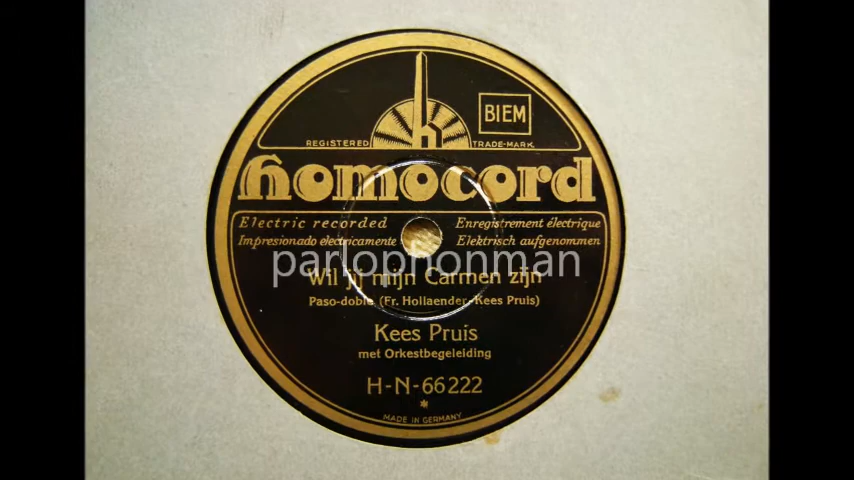 BIEM
REGISTERED TRADE-MARK.
homocord
Electric recorded Enregistrement électrique
Impresionado electricamente Elektrisch aufgenommen
parlophonman
Wil jij mijn Carmen zijn
Paso-doble (Fr. Hollaender-Kees Pruis)
Kees Pruis
met Orkestbegeleiding
H-N-66222
MADE IN GERMANY